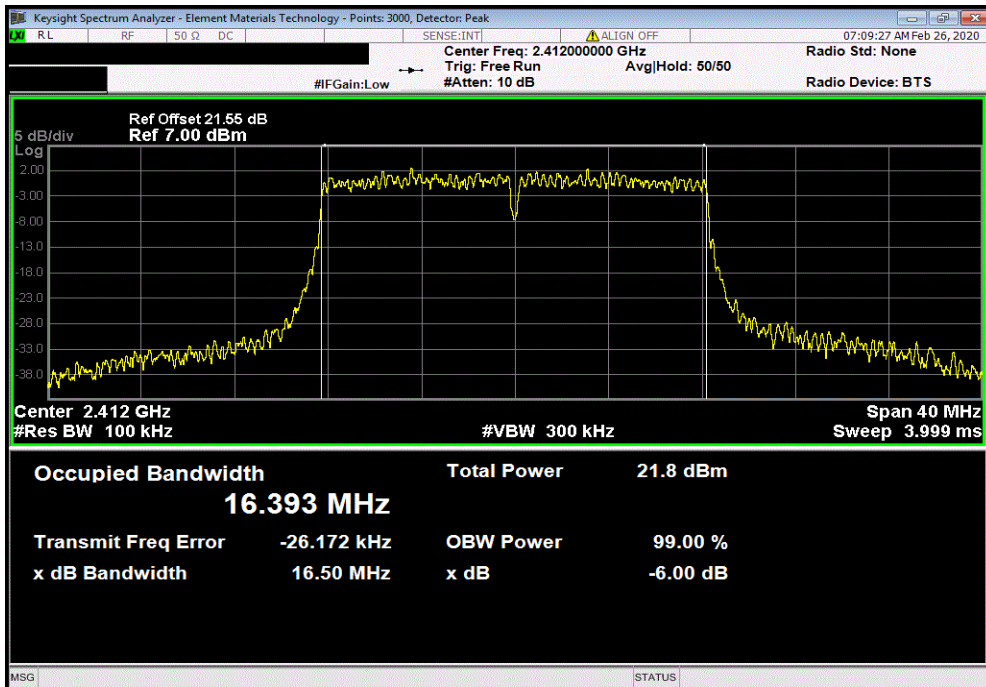 Keysight Spectrum Analyzer - Element Materials Technology - Points: 3000, Detector: Peak
LXI RL RF 50 Ω DC SENSE:INT ALIGN OFF 07:09:27 AM Feb 26, 2020
Center Freq: 2.412000000 GHz Radio Std: None
Trig: Free Run Avg|Hold: 50/50
#IFGain:Low #Atten: 10 dB Radio Device: BTS
Ref Offset 21.55 dB
5 dB/div Ref 7.00 dBm
Log
2.00
-3.00
-8.00
-13.0
-18.0
-23.0
-28.0
-33.0
-38.0
Center 2.412 GHz Span 40 MHz
#Res BW 100 kHz #VBW 300 kHz Sweep 3.999 ms
Occupied Bandwidth Total Power 21.8 dBm
16.393 MHz
Transmit Freq Error -26.172 kHz OBW Power 99.00 %
x dB Bandwidth 16.50 MHz x dB -6.00 dB
MSG STATUS